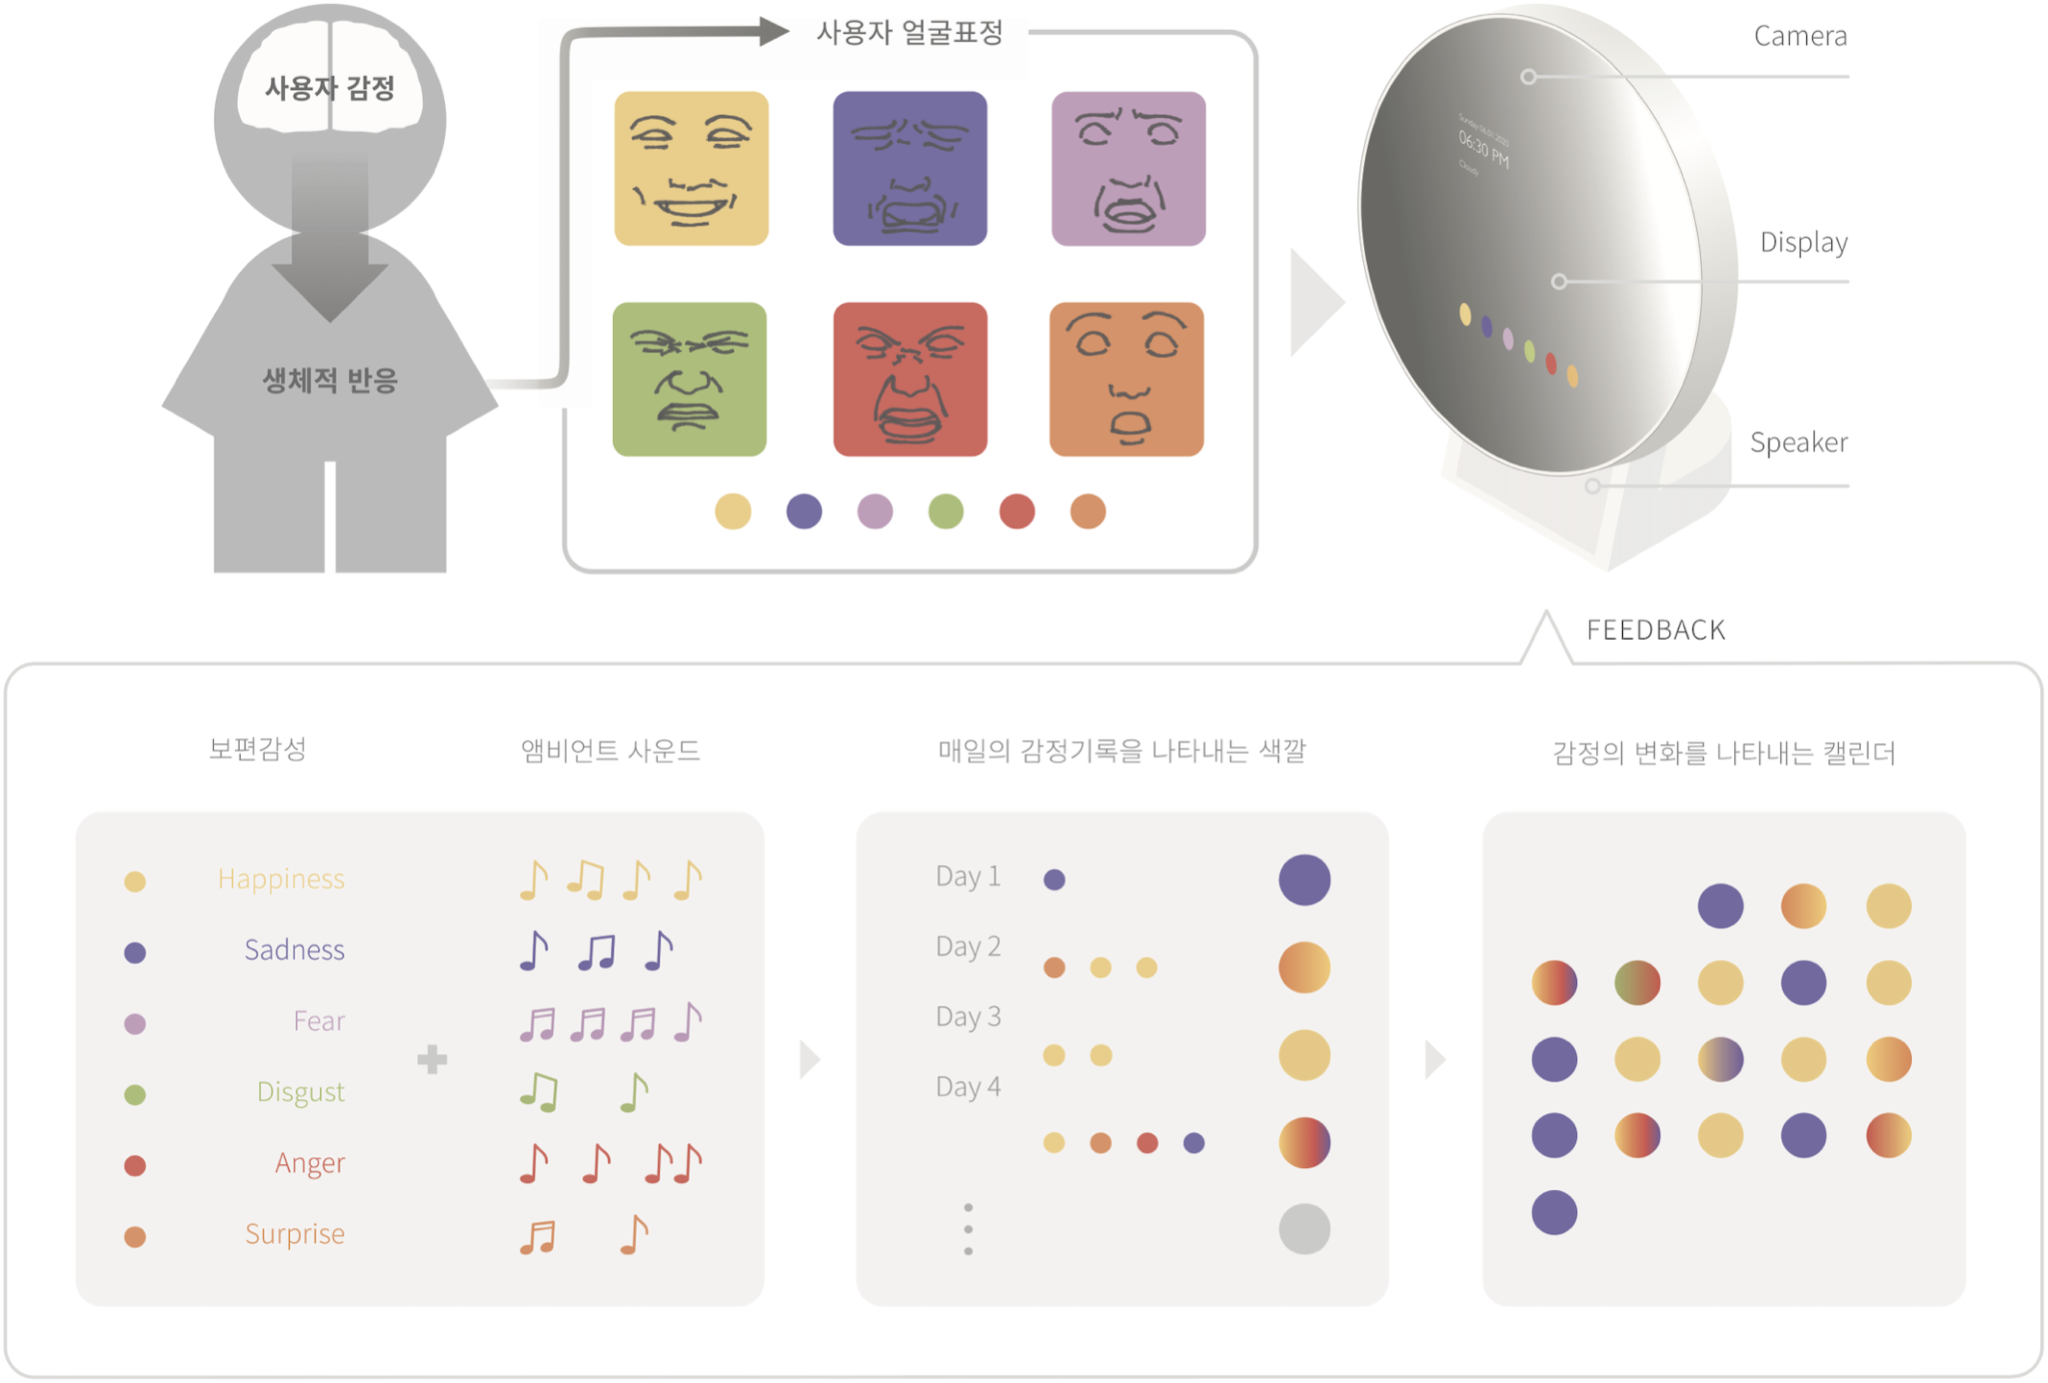 사용자 감정
생체적 반응
사용자 얼굴표정
Camera
Sunday 06.01.2020
06:30 PM
Cloudy
Display
Speaker
FEEDBACK
보편감성
앰비언트 사운드
Happiness
Sadness
Fear
Disgust
Anger
Surprise
매일의 감정기록을 나타내는 색깔
Day 1
Day 2
Day 3
Day 4
감정의 변화를 나타내는 캘린더